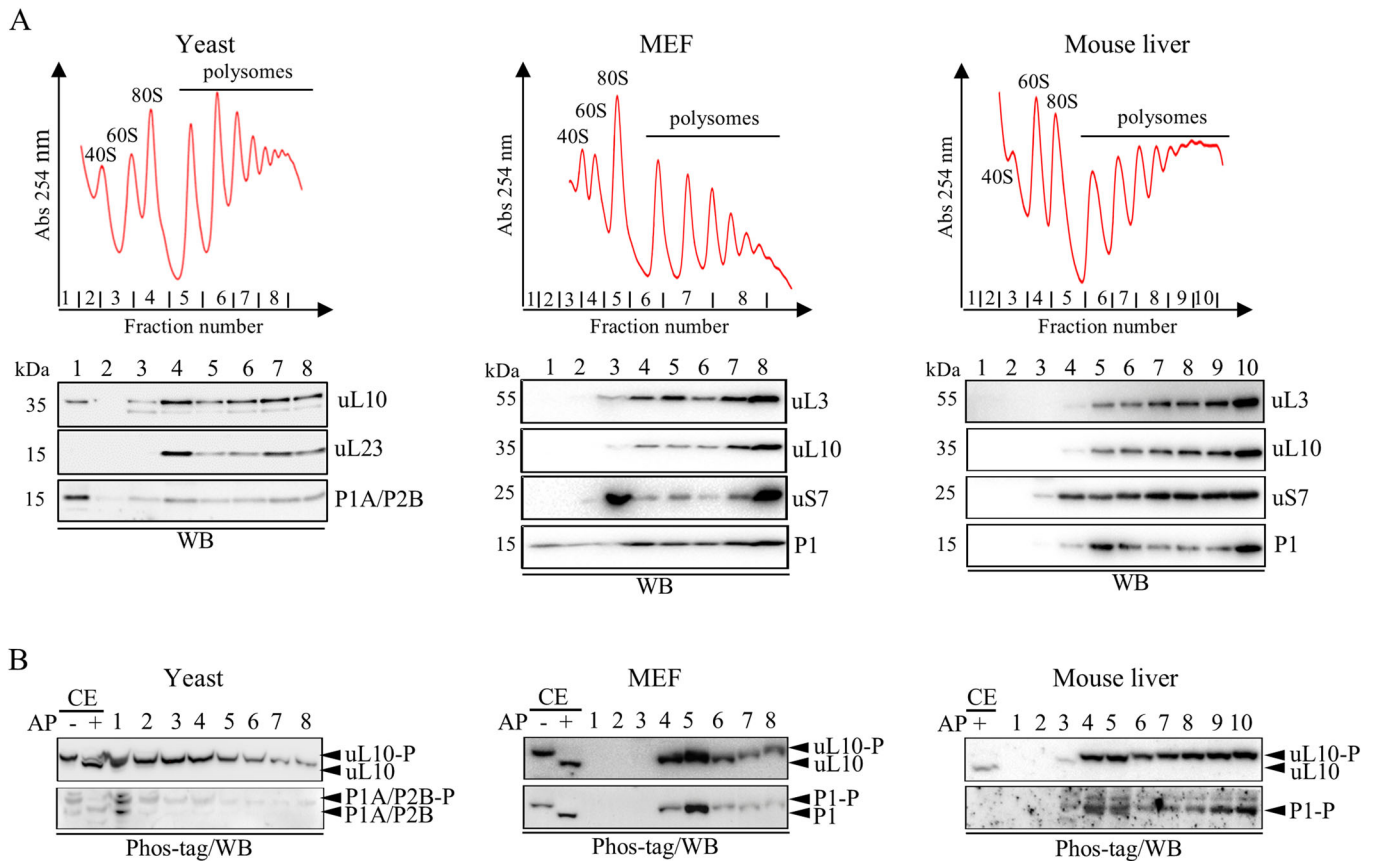 A
Yeast
polysomes
80S
60S
40S
Abs 254 nm
1 2 3 4 5 6 7 8
Fraction number
kDa 1 2 3 4 5 6 7 8
35 uL10
15 uL23
15 P1A/P2B
WB
MEF
80S
polysomes
60S
40S
Abs 254 nm
1 2 3 4 5 6 7 8
Fraction number
kDa 1 2 3 4 5 6 7 8
55 uL3
35 uL10
25 uS7
15 P1
WB
Mouse liver
60S
80S
polysomes
40S
Abs 254 nm
1 2 3 4 5 6 7 8 9 10
Fraction number
kDa 1 2 3 4 5 6 7 8 9 10
55 uL3
35 uL10
25 uS7
15 P1
WB
B
Yeast
CE
AP - + 1 2 3 4 5 6 7 8
uL10-P
uL10
P1A/P2B-P
P1A/P2B
Phos-tag/WB
MEF
CE
AP - + 1 2 3 4 5 6 7 8
uL10-P
uL10
P1-P
P1
Phos-tag/WB
Mouse liver
CE
AP + 1 2 3 4 5 6 7 8 9 10
uL10-P
uL10
P1-P
Phos-tag/WB